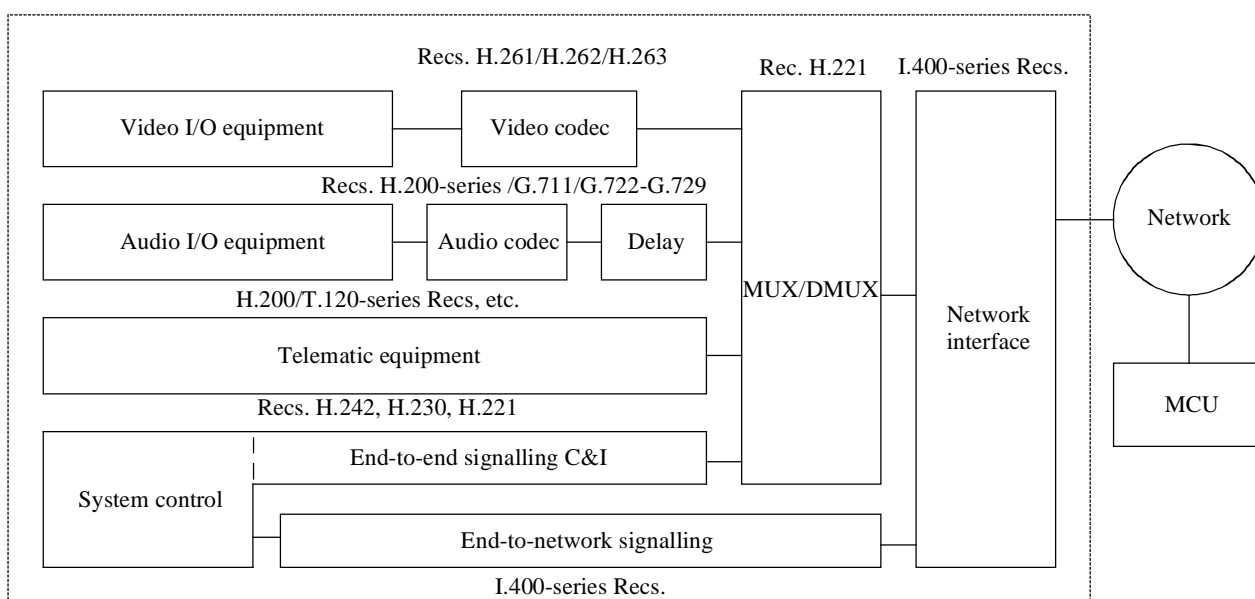 Recs. H.261/H.262/H.263
Rec. H.221
I.400-series Recs.
Video I/O equipment
Video codec
Recs. H.200-series /G.711/G.722-G.729
Audio I/O equipment
Audio codec
Delay
Network
H.200/T.120-series Recs, etc.
MUX/DMUX
Network
interface
Telematic equipment
MCU
Recs. H.242, H.230, H.221
End-to-end signalling C&I
System control
End-to-network signalling
I.400-series Recs.